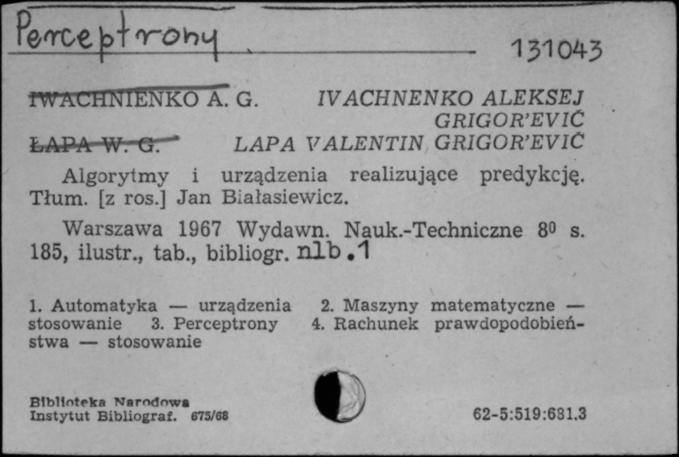 Perceptrony
131043
IWACHNIENKO A. G. IVACHNENKO ALEKSEJ
GRIGOR’EVIČ
ŁAPA W. G. LAPA VALENTIN GRIGOR’EVIČ
Algorytmy i urządzenia realizujące predykcję.
Tłum. [z ros.] Jan Białasiewicz.
Warszawa 1967 Wydawn. Nauk.-Techniczne 8⁰ s.
185, ilustr., tab., bibliogr. nlb.1
1. Automatyka — urządzenia 2. Maszyny matematyczne —
stosowanie 3. Perceptrony 4. Rachunek prawdopodobień-
stwa — stosowanie
Biblioteka Narodowa
Instytut Bibliograf. 675/68
62-5:519:681.3